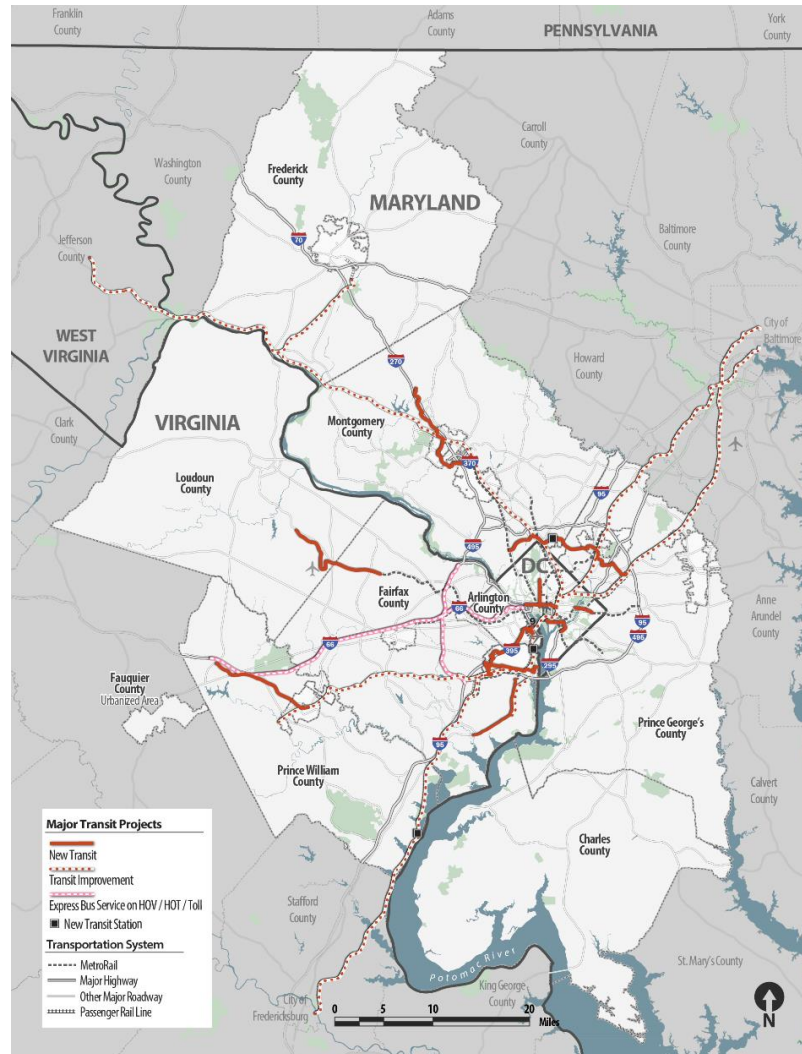 Franklin
County
Adams
County
PENNSYLVANIA
York
County
Carroll
County
Washington
County
Frederick
County
MARYLAND
Jefferson
County
70
Baltimore
County
WEST
VIRGINIA
City of
Baltimore
Howard
County
270
Clark
County
VIRGINIA
Montgomery
County
Loudoun
County
370
95
495
DC
Fairfax
County
Arlington
County
66
Anne
Arundel
County
95
495
66
395
295
Fauquier
County
Urbanized Area
Prince George's
County
95
Prince William
County
Calvert
County
Charles
County
Major Transit Projects
New Transit
Transit Improvement
Express Bus Service on HOV / HOT / Toll
New Transit Station
Transportation System
MetroRail
Major Highway
Other Major Roadway
Passenger Rail Line
Stafford
County
Potomac River
St. Mary's County
King George
County
City of
Fredericksburg
0 5 10 20
Miles
N